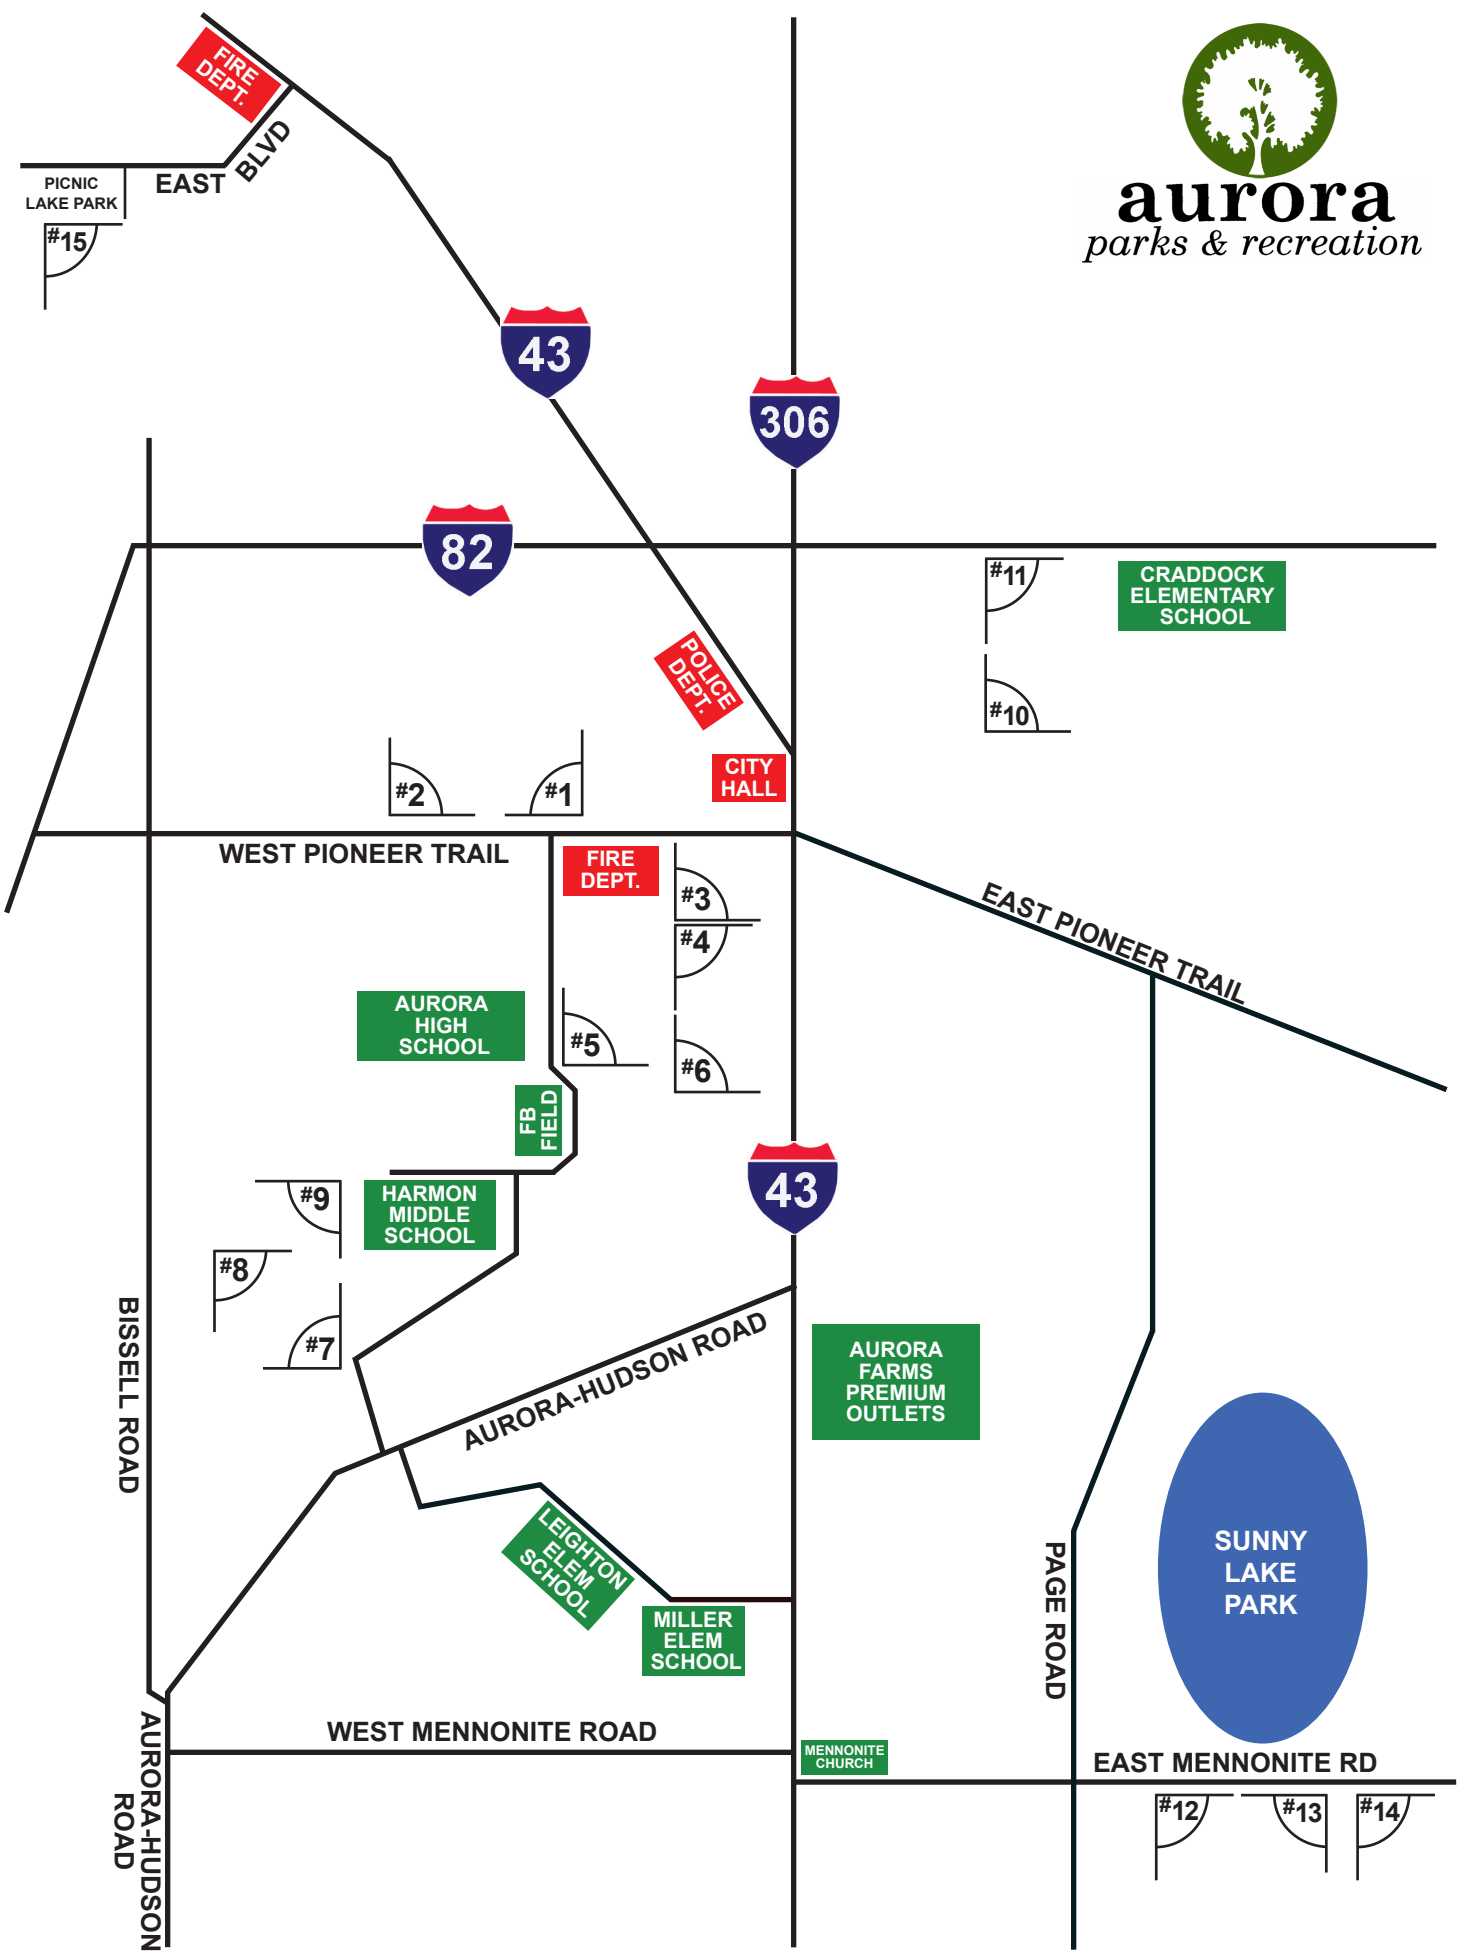 FIRE
DEPT.
EAST BLVD
PICNIC
LAKE PARK
#15
aurora
parks & recreation
43
306
82
#11
CRADDOCK
ELEMENTARY
SCHOOL
#10
POLICE
DEPT.
CITY
HALL
#2
#1
WEST PIONEER TRAIL
FIRE
DEPT.
#3
#4
EAST PIONEER TRAIL
AURORA
HIGH
SCHOOL
#5
#6
FB
FIELD
43
#9
HARMON
MIDDLE
SCHOOL
#8
#7
BISSELL ROAD
AURORA-HUDSON ROAD
AURORA
FARMS
PREMIUM
OUTLETS
LEIGHTON
ELEM
SCHOOL
MILLER
ELEM
SCHOOL
PAGE ROAD
SUNNY
LAKE
PARK
AURORA-HUDSON
ROAD
WEST MENNONITE ROAD
MENNONITE
CHURCH
EAST MENNONITE RD
#12
#13
#14